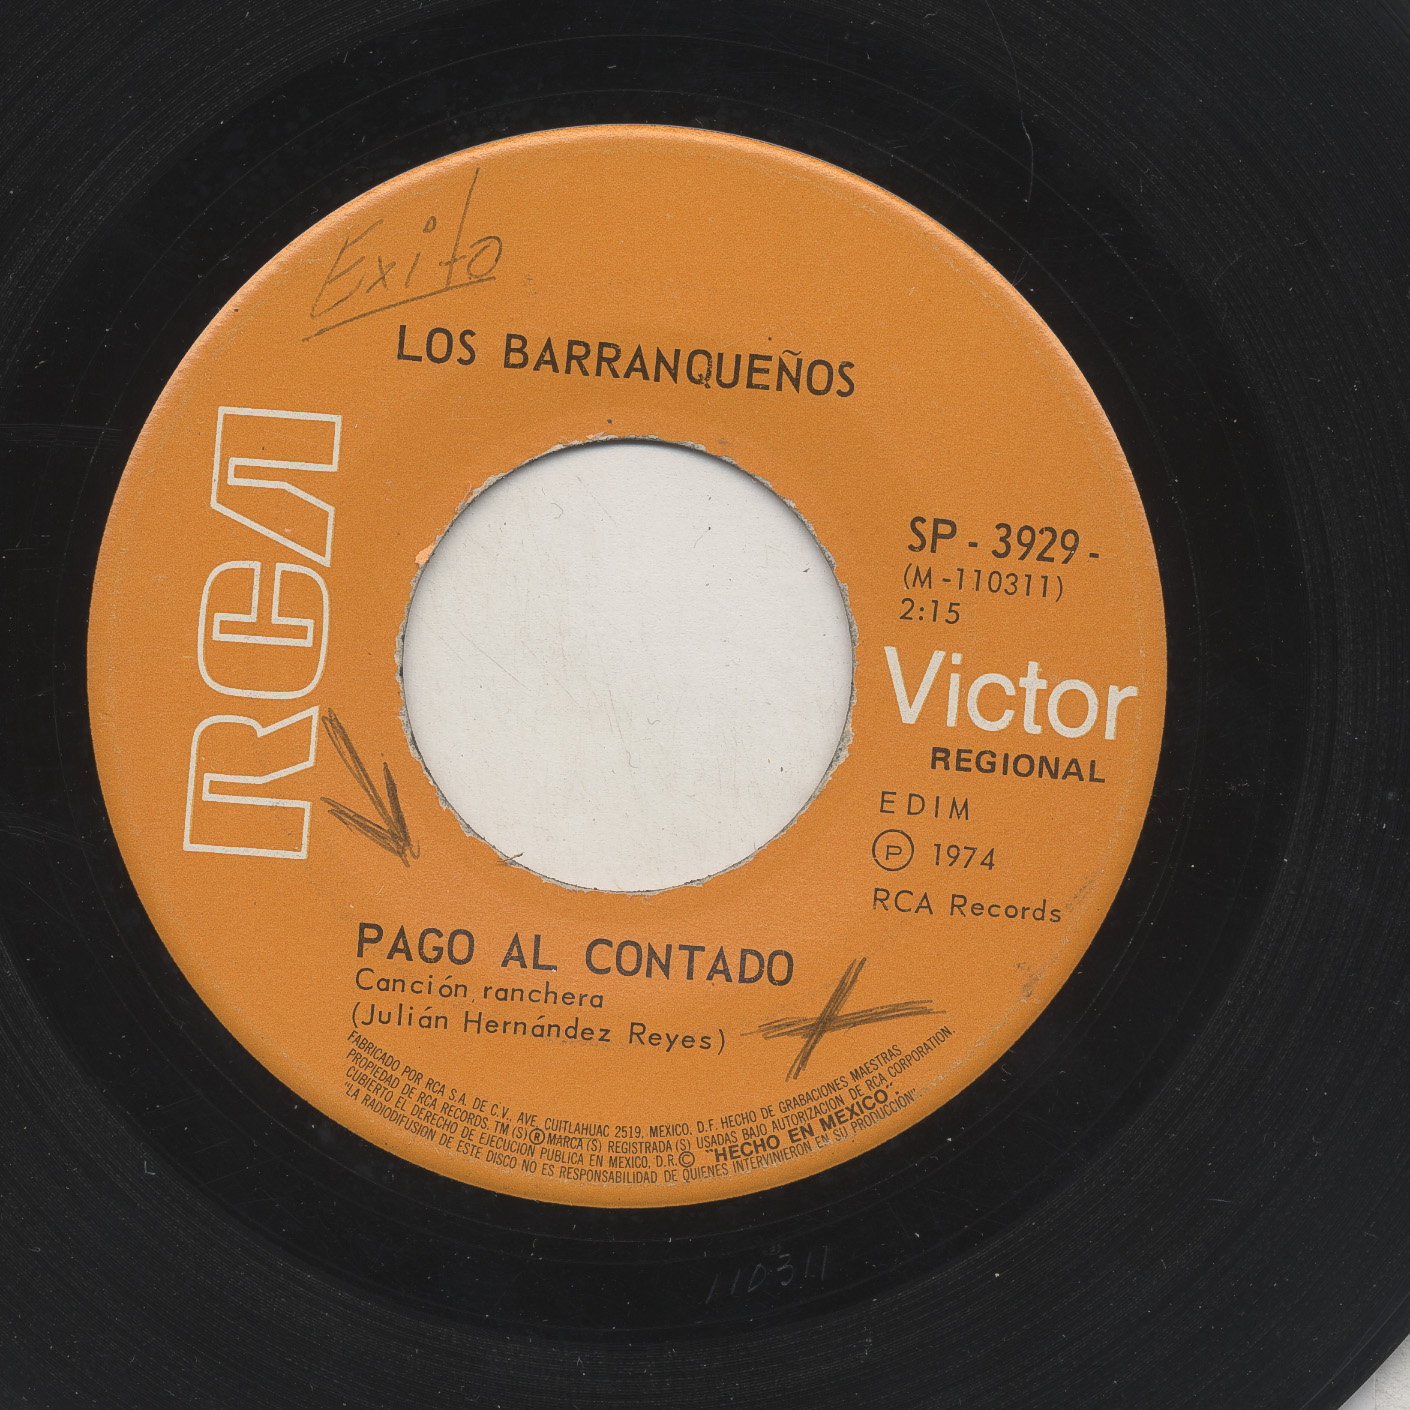 Exito
LOS BARRANQUEÑOS
RCA
SP - 3929 -
(M -110311)
2:15
Victor
REGIONAL
EDIM
Ⓟ 1974
RCA Records
PAGO AL CONTADO
Canción ranchera
(Julián Hernández Reyes)
FABRICADO POR RCA S.A. DE C.V., AVE. CUITLAHUAC 2519, MEXICO, D.F. HECHO DE GRABACIONES MAESTRAS
PROPIEDAD DE RCA RECORDS. TM (S) ® MARCA (S) REGISTRADA (S) USADAS BAJO AUTORIZACION DE RCA CORPORATION.
CUBIERTO EL DERECHO DE EJECUCION PUBLICA EN MEXICO, D.R. © "HECHO EN MEXICO".
"LA RADIODIFUSION DE ESTE DISCO NO ES RESPONSABILIDAD DE QUIENES INTERVINIERON EN SU PRODUCCION".
110311